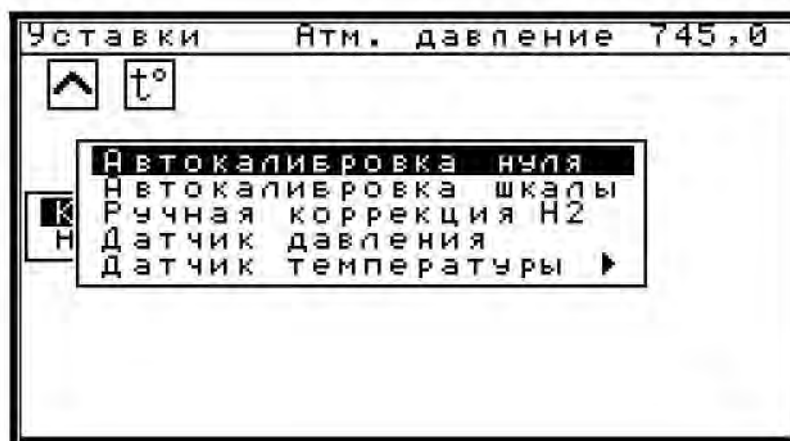 Уставки Атм. давление 745,0
t°
Автокалибровка нуля
Автокалибровка шкалы
К
Ручная коррекция Н2
Н
Датчик давления
Датчик температуры